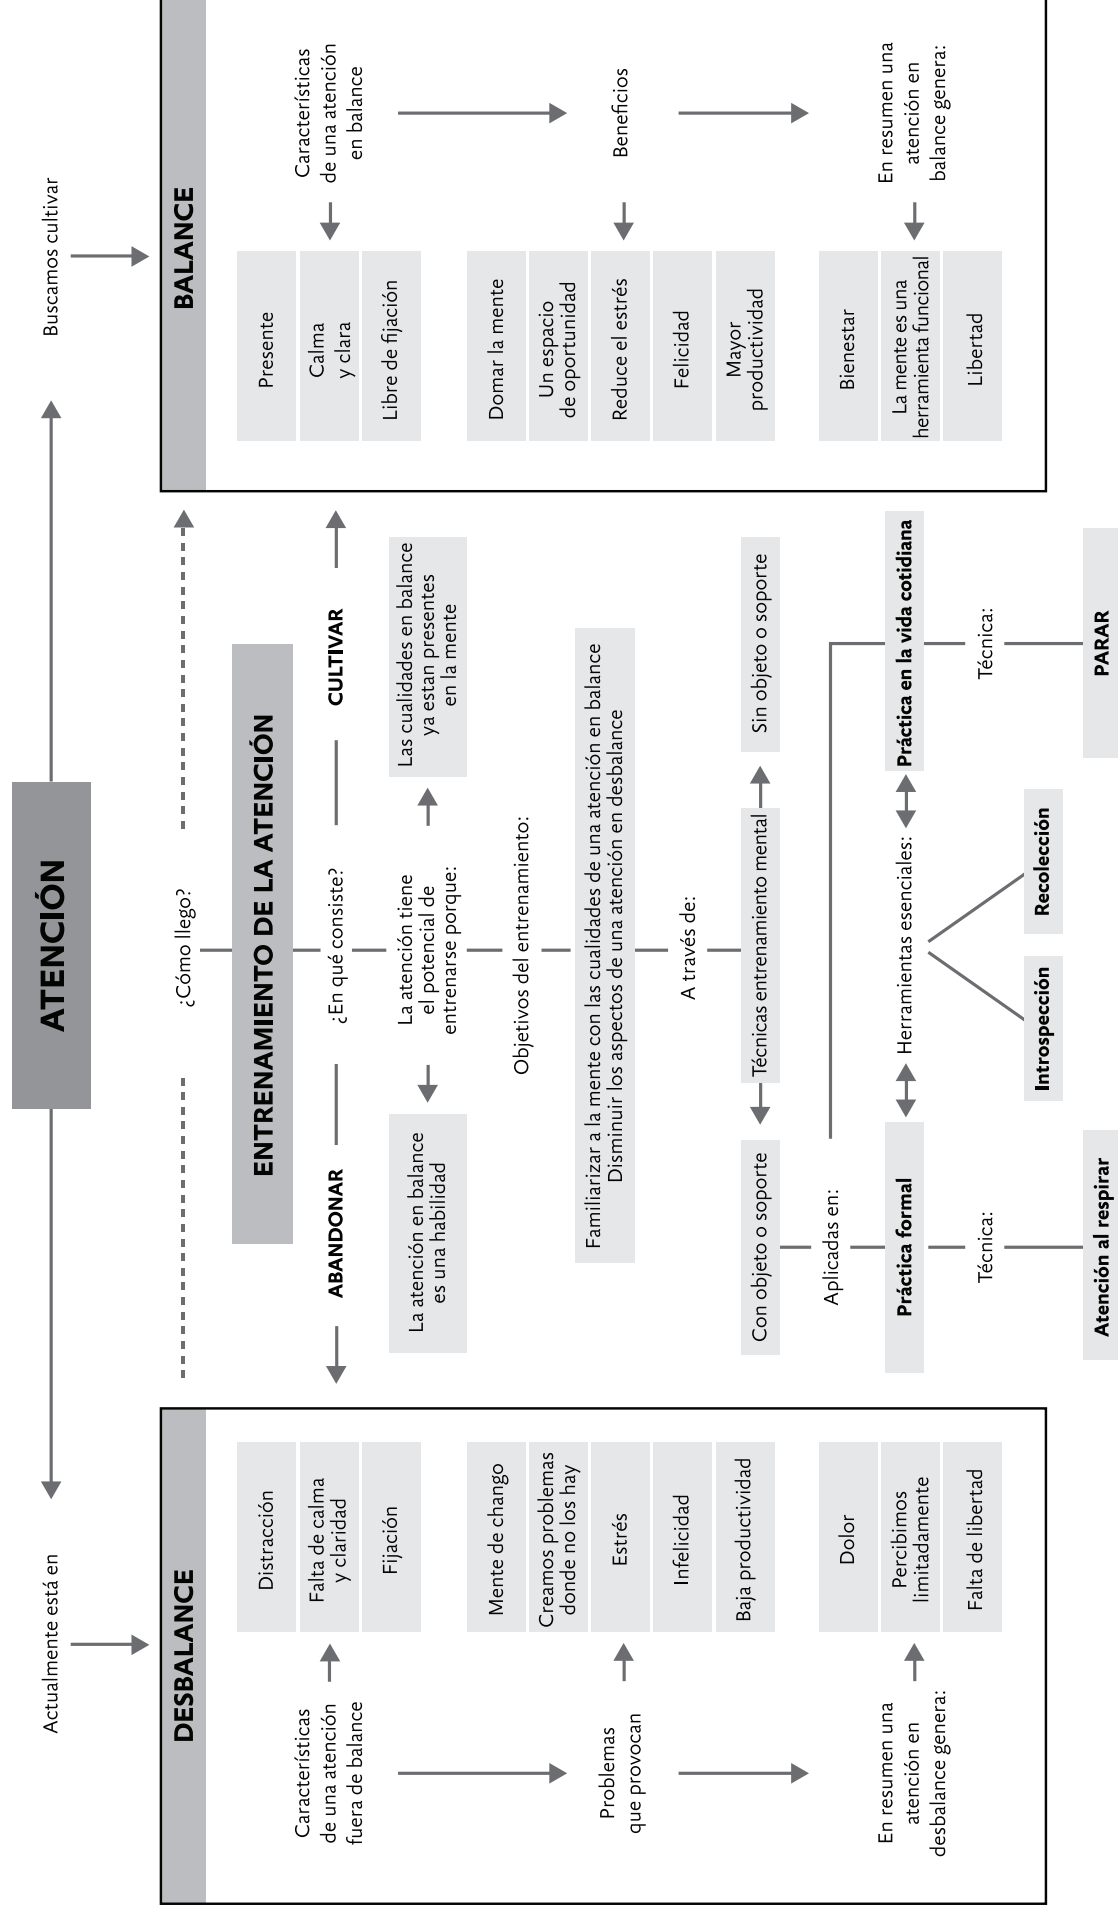 ATENCIÓN
Actualmente está en
Buscamos cultivar
DESBALANCE
Características
de una atención
fuera de balance
Distracción
Falta de calma
y claridad
Fijación
Problemas
que provocan
Mente de chango
Creamos problemas
donde no los hay
Estrés
Infelicidad
Baja productividad
En resumen una
atención en
desbalance genera:
Dolor
Percibimos
limitadamente
Falta de libertad
¿Cómo llego?
ENTRENAMIENTO DE LA ATENCIÓN
ABANDONAR
¿En qué consiste?
CULTIVAR
La atención en balance
es una habilidad
La atención tiene
el potencial de
entrenarse porque:
Las cualidades en balance
ya estan presentes
en la mente
Objetivos del entrenamiento:
Familiarizar a la mente con las cualidades de una atención en balance
Disminuir los aspectos de una atención en desbalance
A través de:
Con objeto o soporte
Técnicas entrenamiento mental
Sin objeto o soporte
Aplicadas en:
Práctica formal
Herramientas esenciales:
Práctica en la vida cotidiana
Técnica:
Técnica:
Introspección
Recolección
Atención al respirar
PARAR
BALANCE
Presente
Calma
y clara
Libre de fijación
Características
de una atención
en balance
Domar la mente
Un espacio
de oportunidad
Reduce el estrés
Felicidad
Mayor
productividad
Beneficios
Bienestar
La mente es una
herramienta funcional
Libertad
En resumen una
atención en
balance genera: